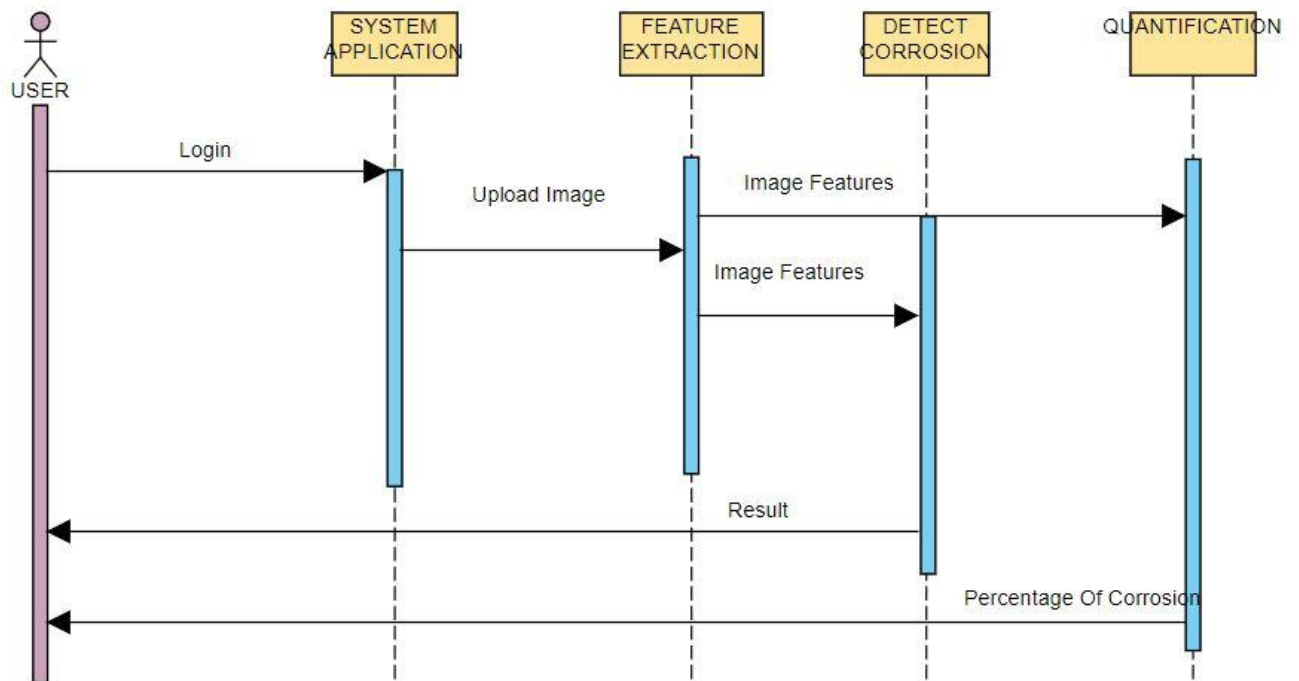 SYSTEM
APPLICATION
FEATURE
EXTRACTION
DETECT
CORROSION
QUANTIFICATION
USER
Login
Upload Image
Image Features
Image Features
Result
Percentage Of Corrosion